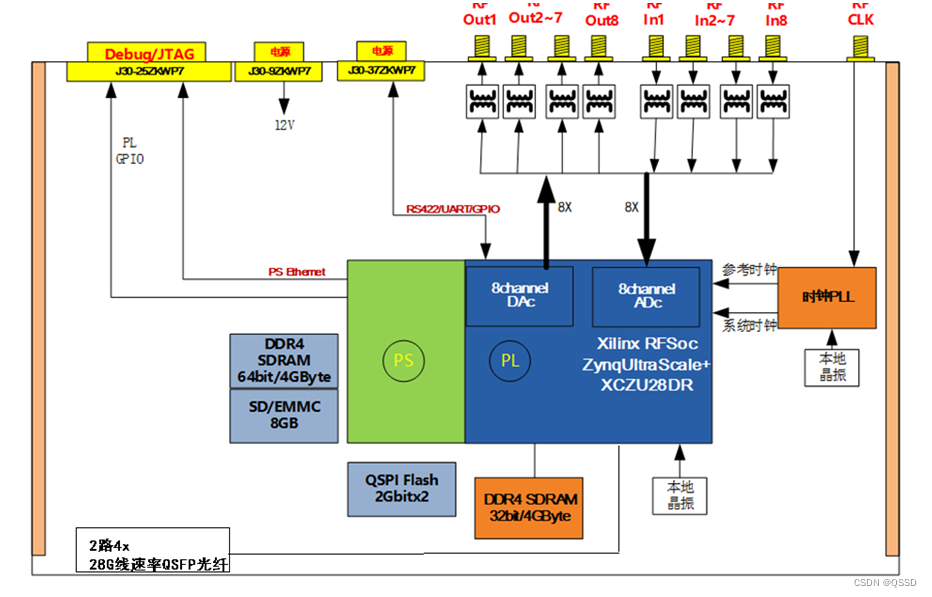 RF RF RF RF RF RF RF
Out1 Out2~7 Out8 In1 In2~7 In8 CLK
Debug/JTAG 电源 电源
J30-25ZKWP7 J30-9ZKWP7 J30-37ZKWP7
12V
PL
GPIO
8X 8X
RS422/UART/GPIO
PS Ethernet
参考时钟
8channel
DAc
8channel
ADc
时钟PLL
系统时钟
Xilinx RFSoc
ZynqUltraScale+
XCZU28DR
PS PL
本地
晶振
DDR4
SDRAM
64bit/4GByte
SD/EMMC
8GB
QSPI Flash
2Gbitx2
DDR4 SDRAM
32bit/4GByte
本地
晶振
2路4x
28G线速率QSFP光纤
CSDN @QSSD